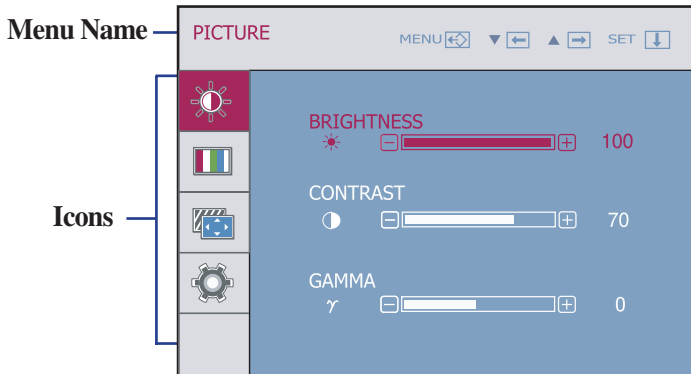 Menu Name
PICTURE MENU ▼ ▲ SET
BRIGHTNESS
100
CONTRAST
70
Icons
GAMMA
γ 0